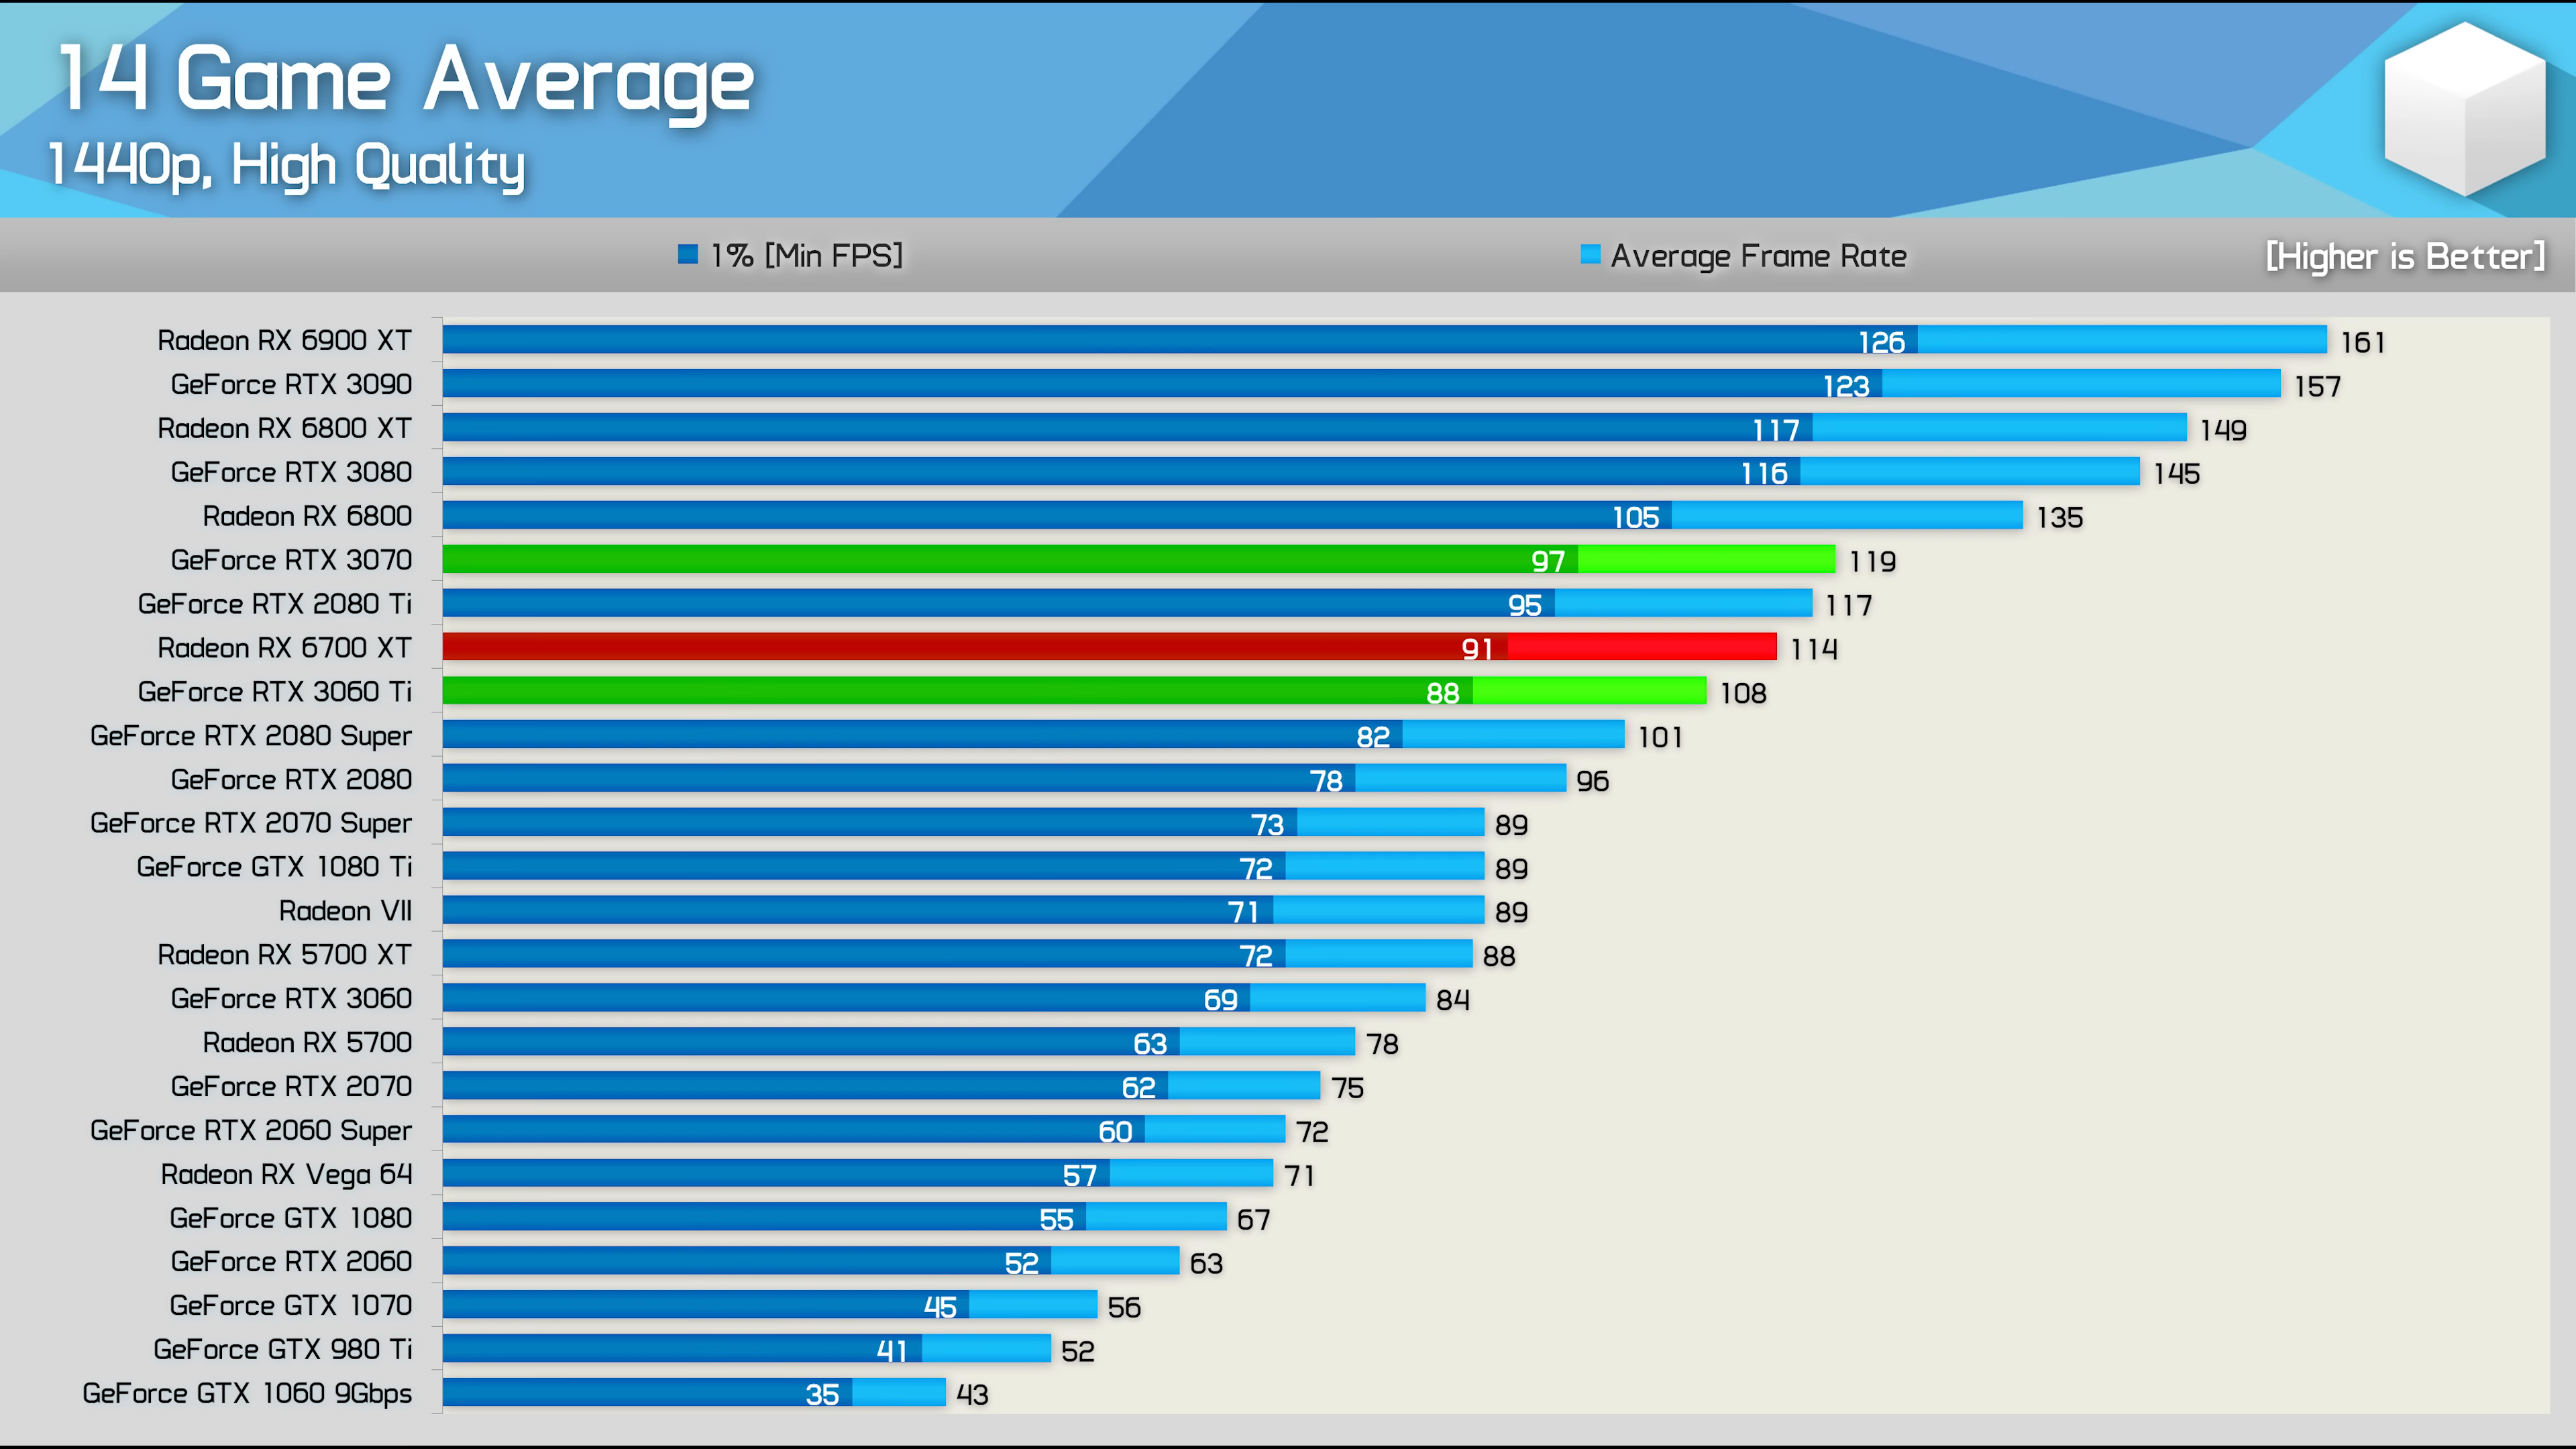 14 Game Average
1440p, High Quality
1% [Min FPS] Average Frame Rate [Higher is Better]
Radeon RX 6900 XT 126 161
GeForce RTX 3090 123 157
Radeon RX 6800 XT 117 149
GeForce RTX 3080 116 145
Radeon RX 6800 105 135
GeForce RTX 3070 97 119
GeForce RTX 2080 Ti 95 117
Radeon RX 6700 XT 91 114
GeForce RTX 3060 Ti 88 108
GeForce RTX 2080 Super 82 101
GeForce RTX 2080 78 96
GeForce RTX 2070 Super 73 89
GeForce GTX 1080 Ti 72 89
Radeon VII 71 89
Radeon RX 5700 XT 72 88
GeForce RTX 3060 69 84
Radeon RX 5700 63 78
GeForce RTX 2070 62 75
GeForce RTX 2060 Super 60 72
Radeon RX Vega 64 57 71
GeForce GTX 1080 55 67
GeForce RTX 2060 52 63
GeForce GTX 1070 45 56
GeForce GTX 980 Ti 41 52
GeForce GTX 1060 9Gbps 35 43